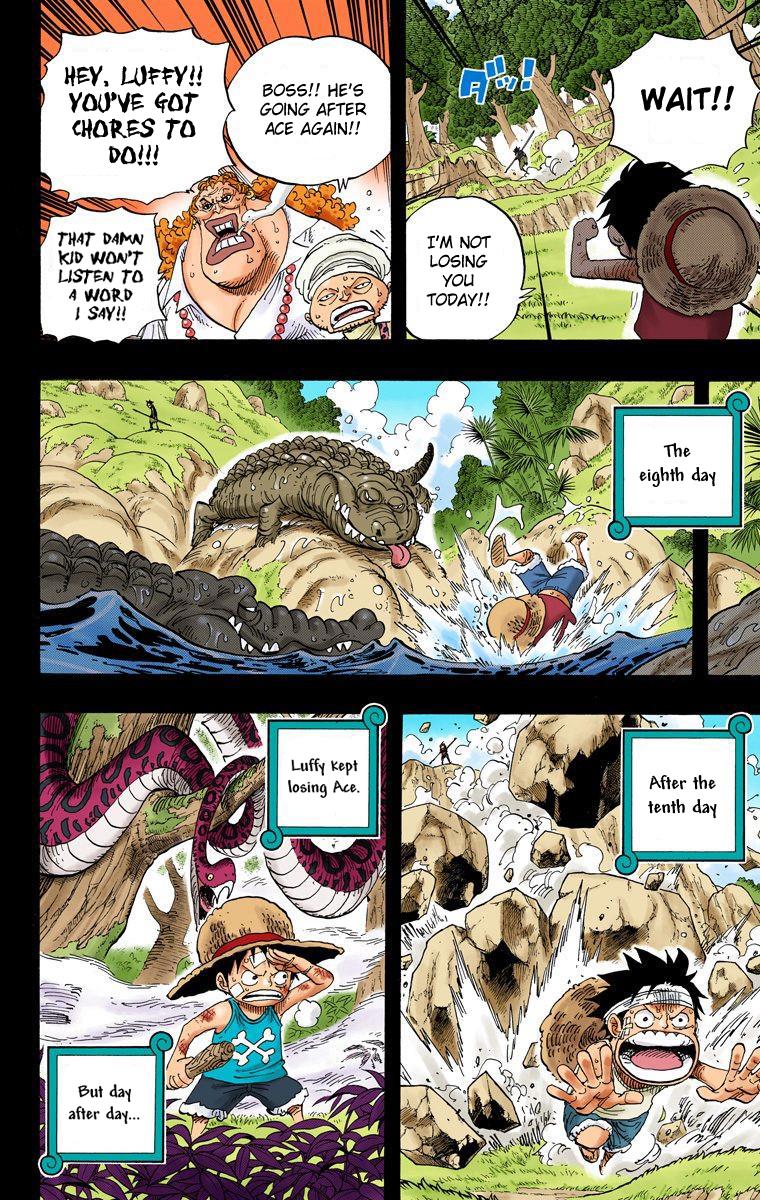 WAIT!!
ダッ!
I'M NOT
LOSING
YOU
TODAY!!
BOSS!! HE'S
GOING AFTER
ACE AGAIN!!
HEY, LUFFY!!
YOU'VE GOT
CHORES TO
DO!!!
THAT DAMN
KID WON'T
LISTEN TO
A WORD
I SAY!!
The
eighth day
After the
tenth day
Luffy kept
losing Ace.
But day
after day...